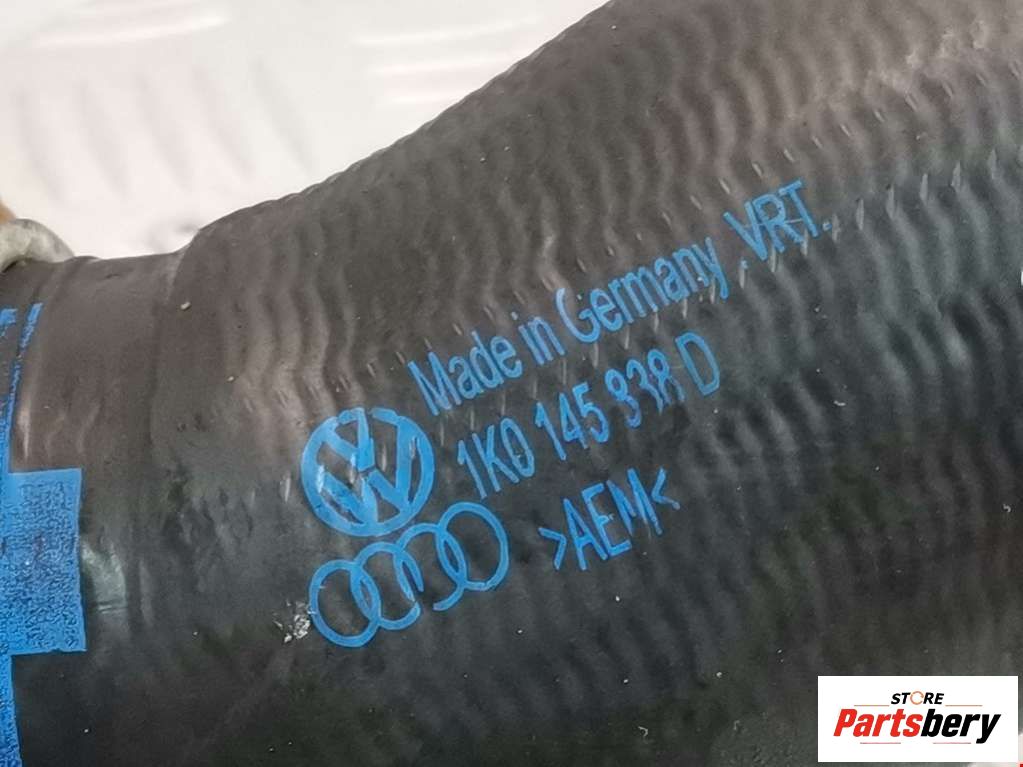 Made in Germany .VRT.
1K0 145 838 D
>AEM<
STORE
Partsbery